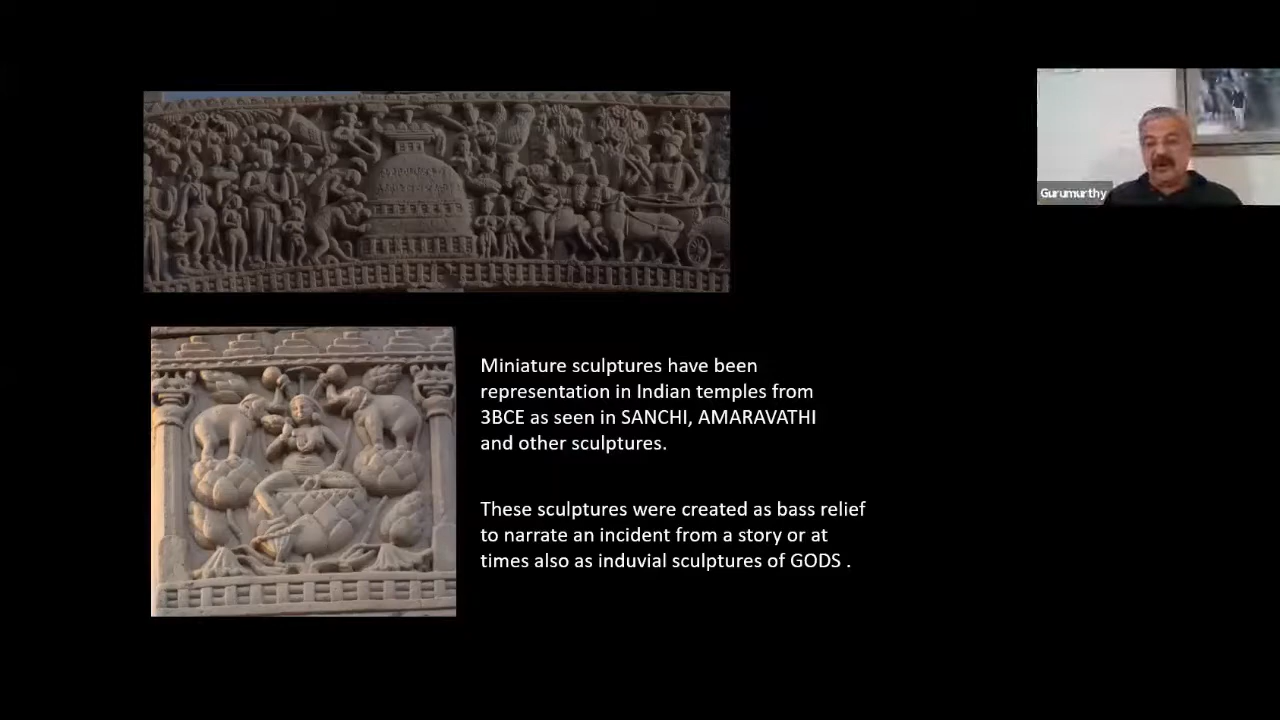 Gurumurthy
Miniature sculptures have been
representation in Indian temples from
3BCE as seen in SANCHI, AMARAVATHI
and other sculptures.
These sculptures were created as bass relief
to narrate an incident from a story or at
times also as induvial sculptures of GODS .